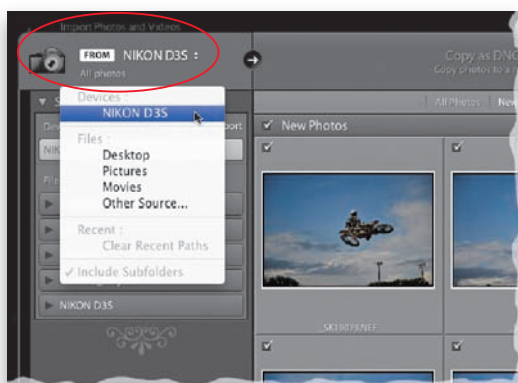 Import Photos and Videos
FROM NIKON D3S
All photos
Copy as DNG
Copy photos to a
Devices :
NIKON D3S
Files :
Desktop
Pictures
Movies
Other Source...
Recent :
Clear Recent Paths
✓ Include Subfolders
NIKON D3S
All Photos
New
New Photos